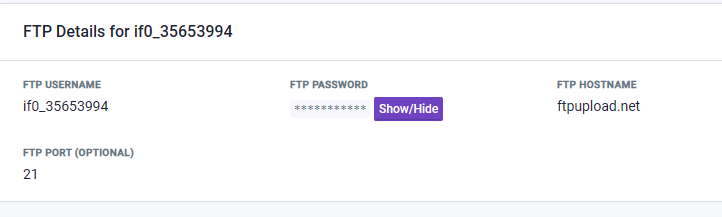 FTP Details for if0_35653994
FTP USERNAME
if0_35653994
FTP PASSWORD
*********** Show/Hide
FTP HOSTNAME
ftpupload.net
FTP PORT (OPTIONAL)
21